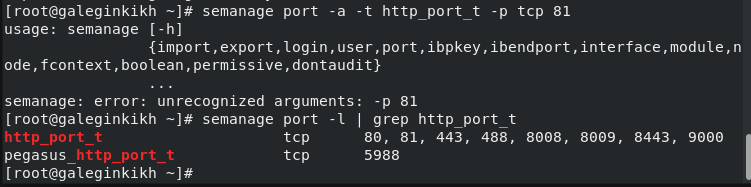 [root@galeginkikh ~]# semanage port -a -t http_port_t -p tcp 81
usage: semanage [-h]
{import,export,login,user,port,ibpkey,ibendport,interface,module,n
ode,fcontext,boolean,permissive,dontaudit}
...
semanage: error: unrecognized arguments: -p 81
[root@galeginkikh ~]# semanage port -l | grep http_port_t
http_port_t tcp 80, 81, 443, 488, 8008, 8009, 8443, 9000
pegasus_http_port_t tcp 5988
[root@galeginkikh ~]#